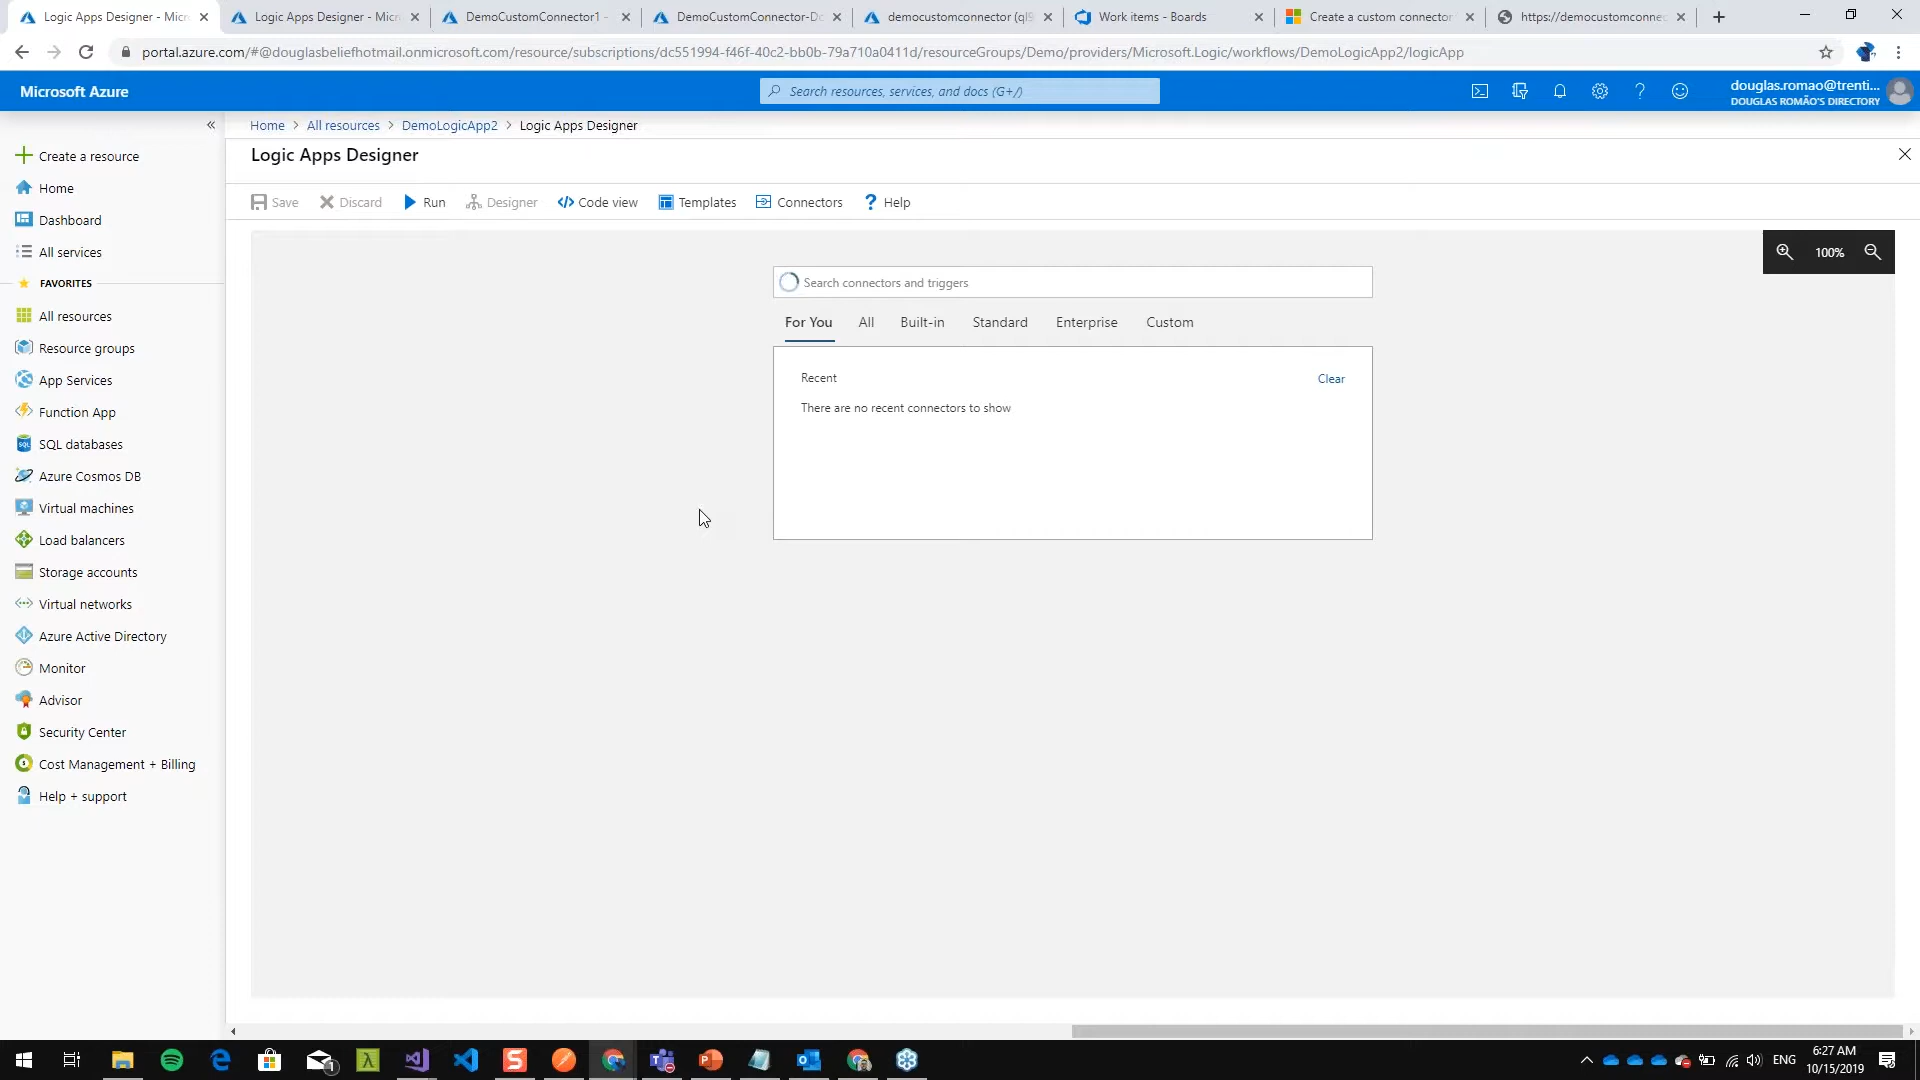 Logic Apps Designer - Micr
Logic Apps Designer - Micr
DemoCustomConnector1 -
DemoCustomConnector-Do
democustomconnector (ql9
Work items - Boards
Create a custom connector
https://democustomconnec
portal.azure.com/#@douglasbeliefhotmail.onmicrosoft.com/resource/subscriptions/dc551994-f46f-40c2-bb0b-79a710a0411d/resourceGroups/Demo/providers/Microsoft.Logic/workflows/DemoLogicApp2/logicApp
Microsoft Azure
Search resources, services, and docs (G+/)
douglas.romao@trenti...
DOUGLAS ROMÃO'S DIRECTORY
Home > All resources > DemoLogicApp2 > Logic Apps Designer
Logic Apps Designer
Create a resource
Home
Dashboard
All services
FAVORITES
All resources
Resource groups
App Services
Function App
SQL databases
Azure Cosmos DB
Virtual machines
Load balancers
Storage accounts
Virtual networks
Azure Active Directory
Monitor
Advisor
Security Center
Cost Management + Billing
Help + support
Save Discard Run Designer Code view Templates Connectors Help
100%
Search connectors and triggers
For You All Built-in Standard Enterprise Custom
Recent Clear
There are no recent connectors to show
ENG
6:27 AM
10/15/2019